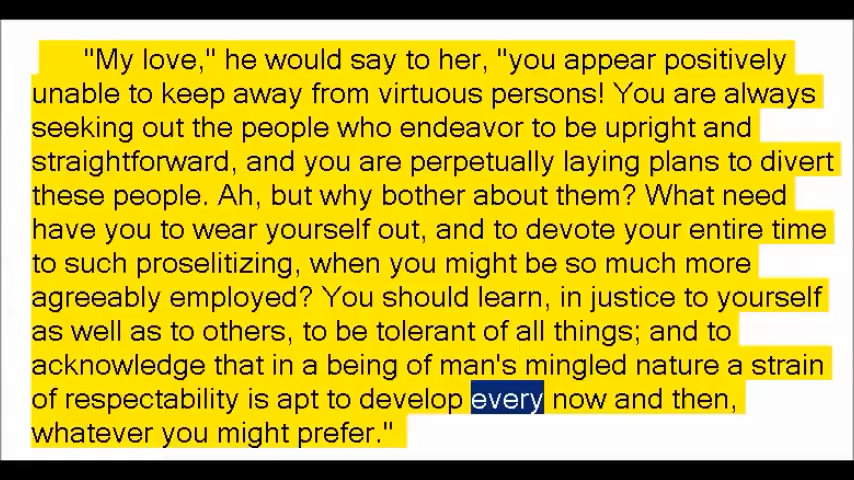 "My love," he would say to her, "you appear positively
unable to keep away from virtuous persons! You are always
seeking out the people who endeavor to be upright and
straightforward, and you are perpetually laying plans to divert
these people. Ah, but why bother about them? What need
have you to wear yourself out, and to devote your entire time
to such proselitizing, when you might be so much more
agreeably employed? You should learn, in justice to yourself
as well as to others, to be tolerant of all things; and to
acknowledge that in a being of man's mingled nature a strain
of respectability is apt to develop every now and then,
whatever you might prefer."